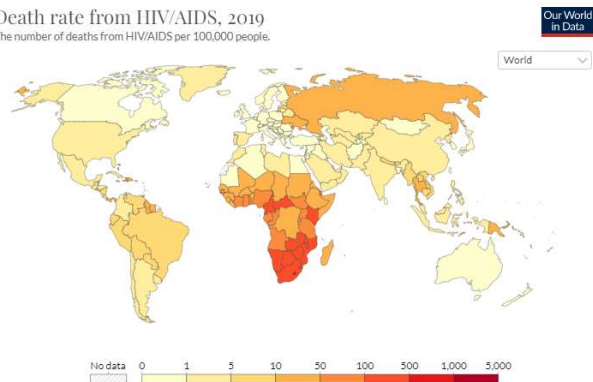 Death rate from HIV/AIDS, 2019
The number of deaths from HIV/AIDS per 100,000 people.
Our World
in Data
World
No data 0 1 5 10 50 100 500 1,000 5,000